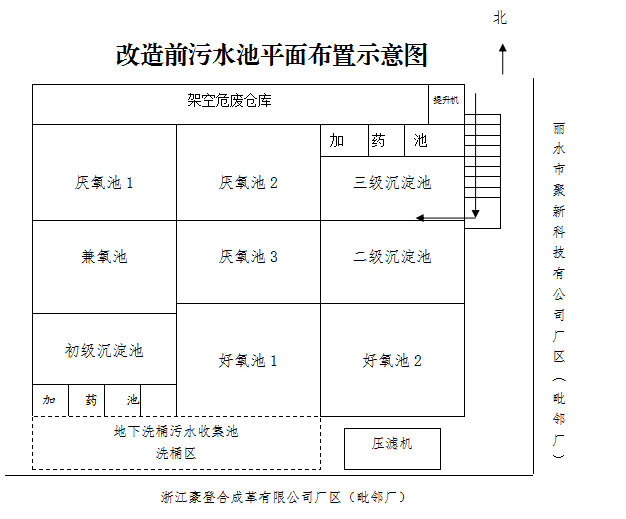 北
改造前污水池平面布置示意图
架空危废仓库
提升机
加 药 池
厌氧池1
厌氧池2
三级沉淀池
兼氧池
厌氧池3
二级沉淀池
初级沉淀池
好氧池1
好氧池2
加 药 池
地下洗桶污水收集池
洗桶区
压滤机
丽水市聚新科技有公司厂区（毗邻厂）
浙江豪登合成革有限公司厂区（毗邻厂）